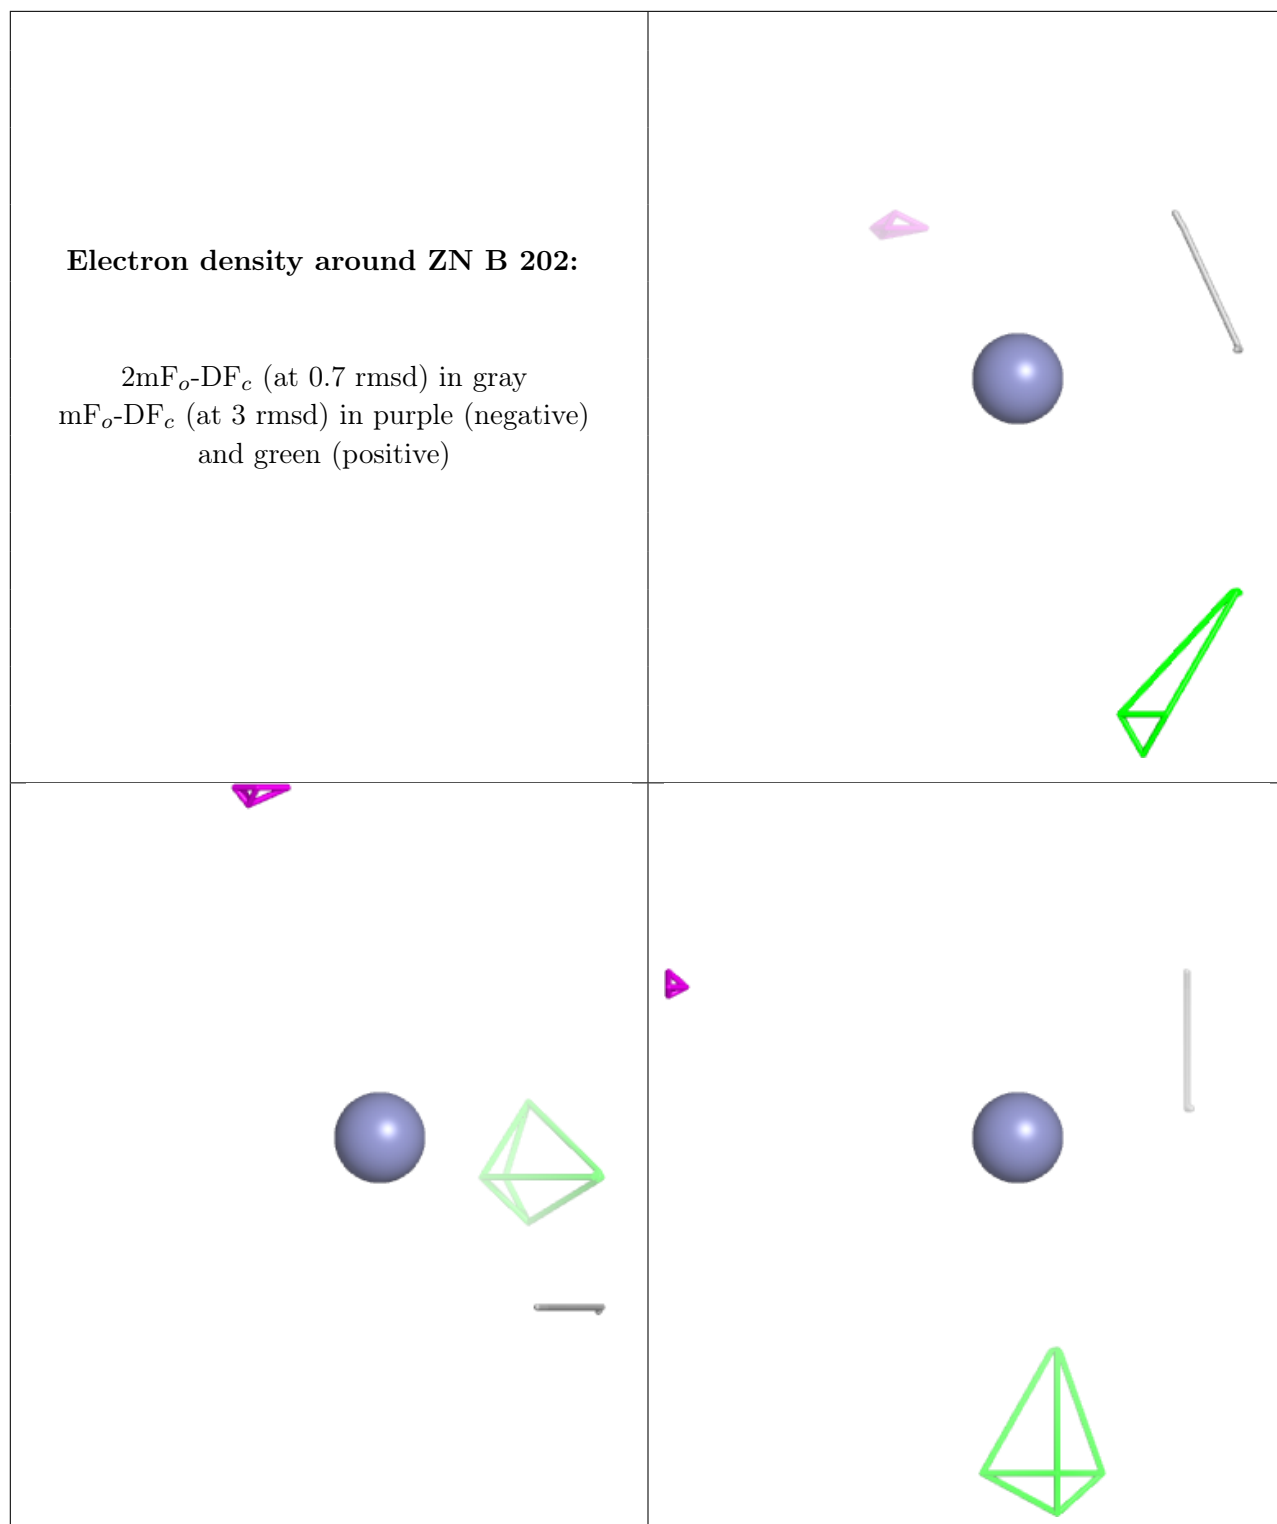 Electron density around ZN B 202:
2mFo-DFc (at 0.7 rmsd) in gray
mFo-DFc (at 3 rmsd) in purple (negative)
and green (positive)